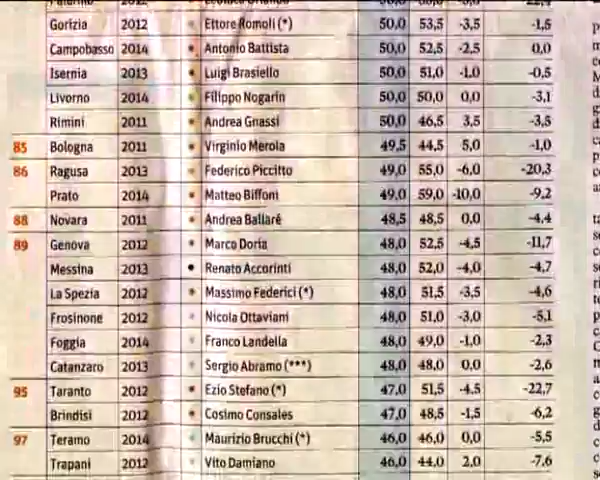 Gorizia 2012 Ettore Romoli (*) 50,0 53,5 -3,5 -1,5
Campobasso 2014 Antonio Battista 50,0 52,5 -2,5 0,0
Isernia 2013 Luigi Brasiello 50,0 51,0 -1,0 -0,5
Livorno 2014 Filippo Nogarin 50,0 50,0 0,0 -3,1
Rimini 2011 Andrea Gnassi 50,0 46,5 3,5 -3,5
85 Bologna 2011 Virginio Merola 49,5 44,5 5,0 -1,0
86 Ragusa 2013 Federico Piccitto 49,0 55,0 -6,0 -20,3
Prato 2014 Matteo Biffoni 49,0 59,0 -10,0 -9,2
88 Novara 2011 Andrea Ballarè 48,5 48,5 0,0 -4,4
89 Genova 2012 Marco Doria 48,0 52,5 -4,5 -11,7
Messina 2013 Renato Accorinti 48,0 52,0 -4,0 -4,7
La Spezia 2012 Massimo Federici (*) 48,0 51,5 -3,5 -4,6
Frosinone 2012 Nicola Ottaviani 48,0 51,0 -3,0 -5,1
Foggia 2014 Franco Landella 48,0 49,0 -1,0 -2,3
Catanzaro 2013 Sergio Abramo (***) 48,0 48,0 0,0 -2,6
95 Taranto 2012 Ezio Stefano (*) 47,0 51,5 -4,5 -22,7
Brindisi 2012 Cosimo Consales 47,0 48,5 -1,5 -6,2
97 Teramo 2014 Maurizio Brucchi (*) 46,0 46,0 0,0 -5,5
Trapani 2012 Vito Damiano 46,0 44,0 2,0 -7,6